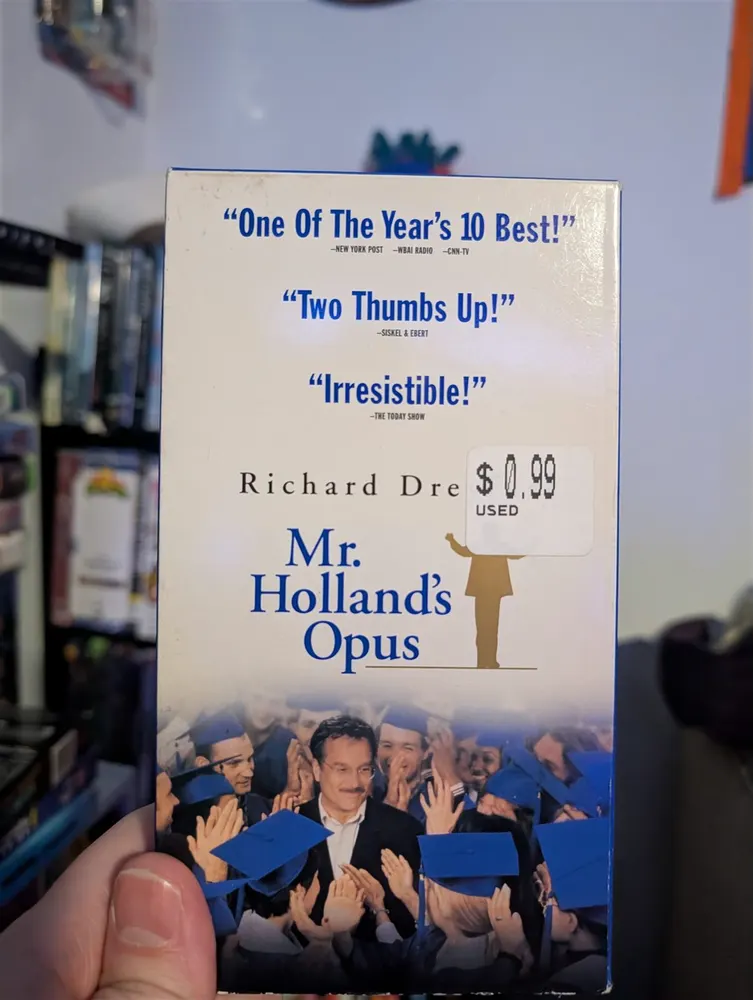 “One Of The Year’s 10 Best!”
–NEW YORK POST –WBAI RADIO –CNN-TV
“Two Thumbs Up!”
–SISKEL & EBERT
“Irresistible!”
–THE TODAY SHOW
Richard Dre
$ 0.99
USED
Mr.
Holland’s
Opus